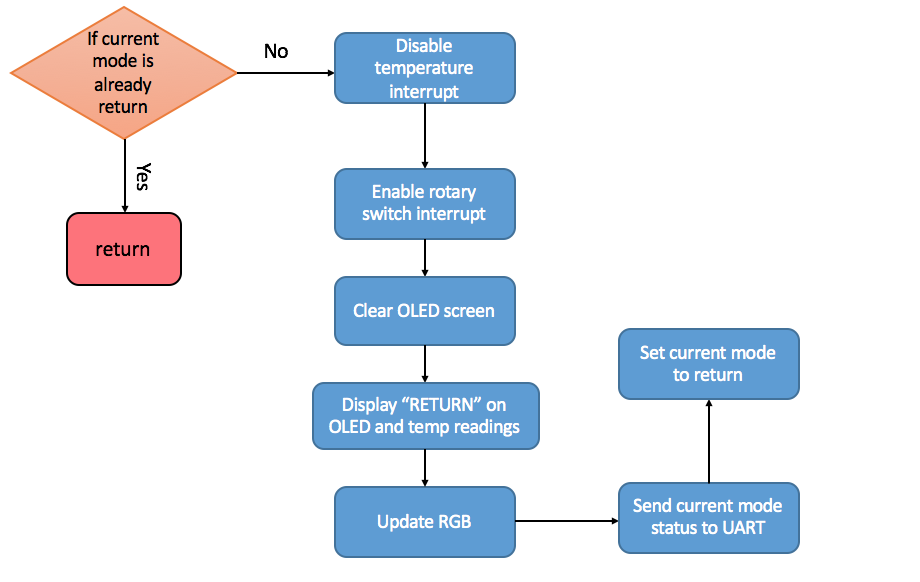 If current
mode is
already
return
No
Disable
temperature
interrupt
Yes
return
Enable rotary
switch interrupt
Clear OLED screen
Display “RETURN” on
OLED and temp readings
Update RGB
Send current mode
status to UART
Set current mode
to return